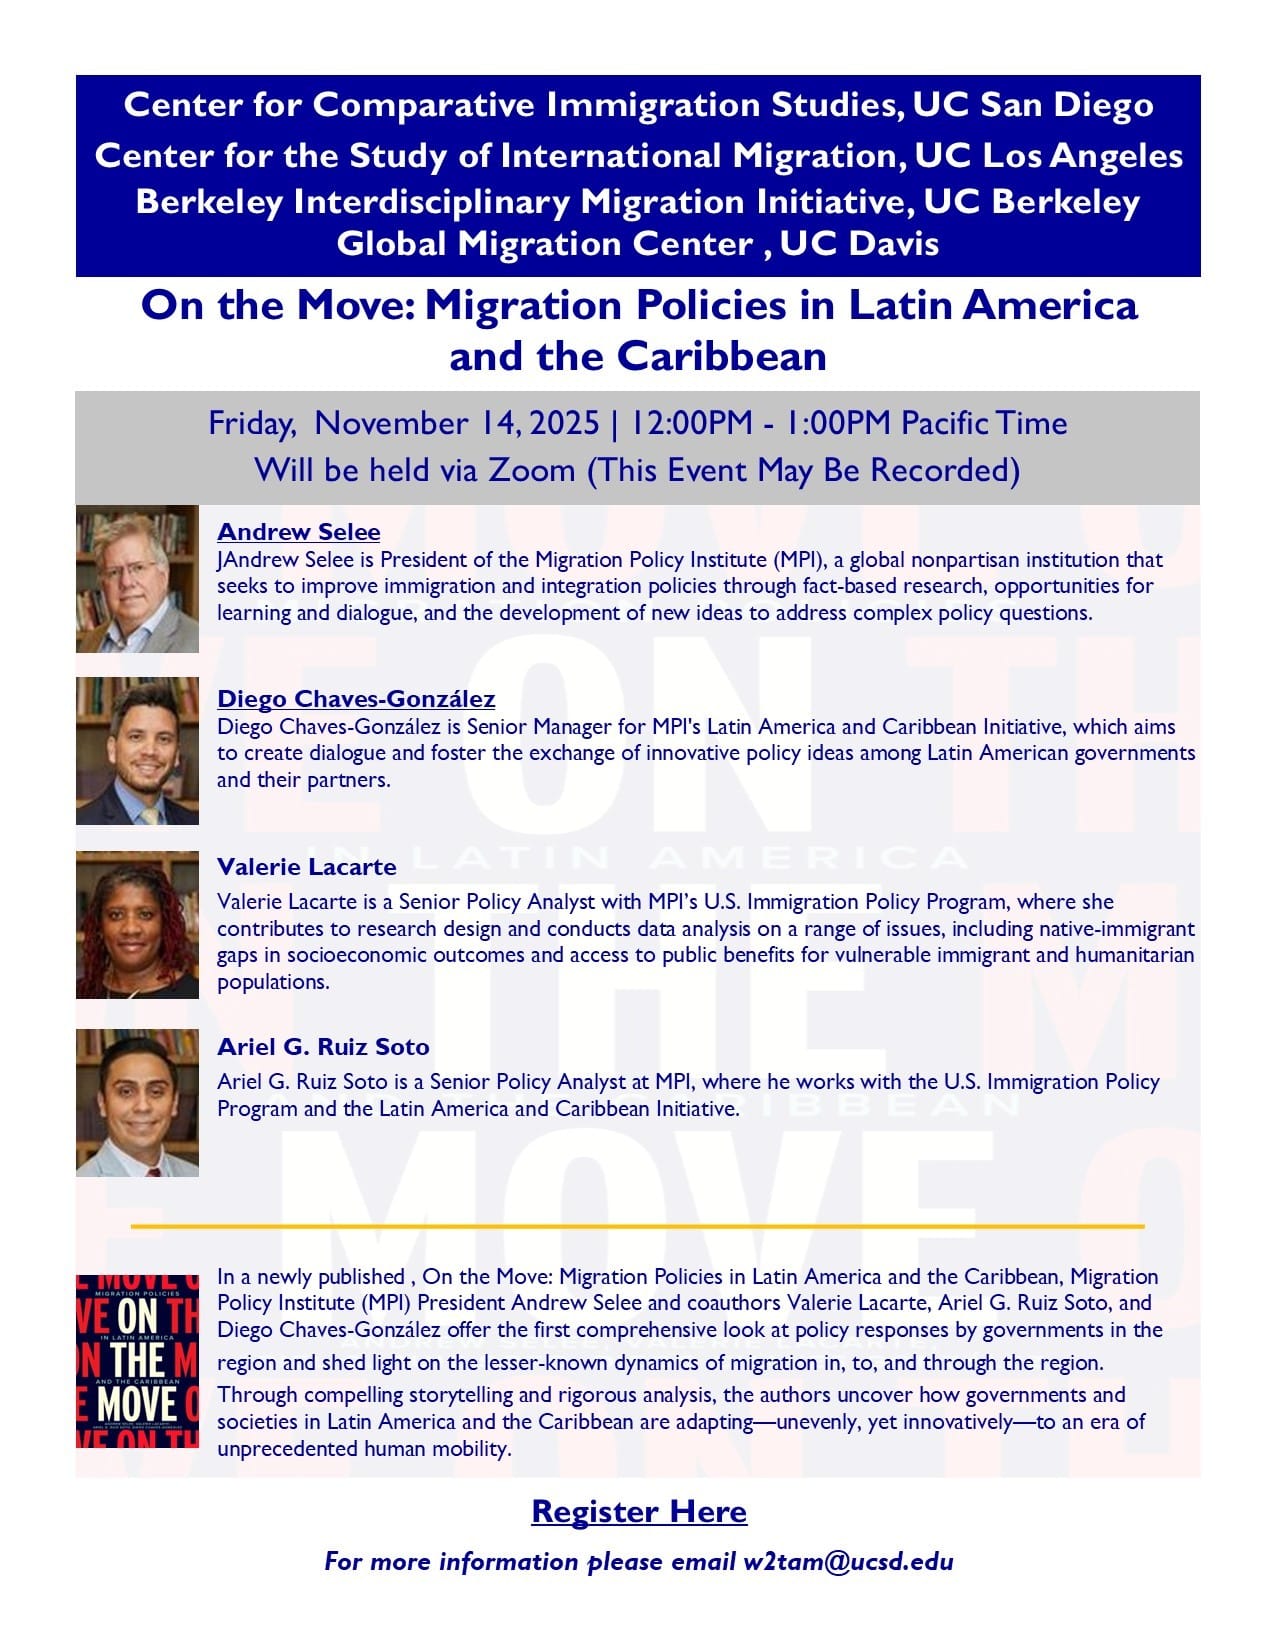 Center for Comparative Immigration Studies, UC San Diego
Center for the Study of International Migration, UC Los Angeles
Berkeley Interdisciplinary Migration Initiative, UC Berkeley
Global Migration Center , UC Davis
On the Move: Migration Policies in Latin America
and the Caribbean
Friday, November 14, 2025 | 12:00PM - 1:00PM Pacific Time
Will be held via Zoom (This Event May Be Recorded)
Andrew Selee
JAndrew Selee is President of the Migration Policy Institute (MPI), a global nonpartisan institution that
seeks to improve immigration and integration policies through fact-based research, opportunities for
learning and dialogue, and the development of new ideas to address complex policy questions.
Diego Chaves-González
Diego Chaves-González is Senior Manager for MPI's Latin America and Caribbean Initiative, which aims
to create dialogue and foster the exchange of innovative policy ideas among Latin American governments
and their partners.
Valerie Lacarte
Valerie Lacarte is a Senior Policy Analyst with MPI’s U.S. Immigration Policy Program, where she
contributes to research design and conducts data analysis on a range of issues, including native-immigrant
gaps in socioeconomic outcomes and access to public benefits for vulnerable immigrant and humanitarian
populations.
Ariel G. Ruiz Soto
Ariel G. Ruiz Soto is a Senior Policy Analyst at MPI, where he works with the U.S. Immigration Policy
Program and the Latin America and Caribbean Initiative.
In a newly published , On the Move: Migration Policies in Latin America and the Caribbean, Migration
Policy Institute (MPI) President Andrew Selee and coauthors Valerie Lacarte, Ariel G. Ruiz Soto, and
Diego Chaves-González offer the first comprehensive look at policy responses by governments in the
region and shed light on the lesser-known dynamics of migration in, to, and through the region.
Through compelling storytelling and rigorous analysis, the authors uncover how governments and
societies in Latin America and the Caribbean are adapting—unevenly, yet innovatively—to an era of
unprecedented human mobility.
MOVE O
MIGRATION POLICIES
VE ON TH
IN LATIN AMERICA
ON THE M
AND THE CARIBBEAN
E MOVE O
VE ON TH
Register Here
For more information please email w2tam@ucsd.edu